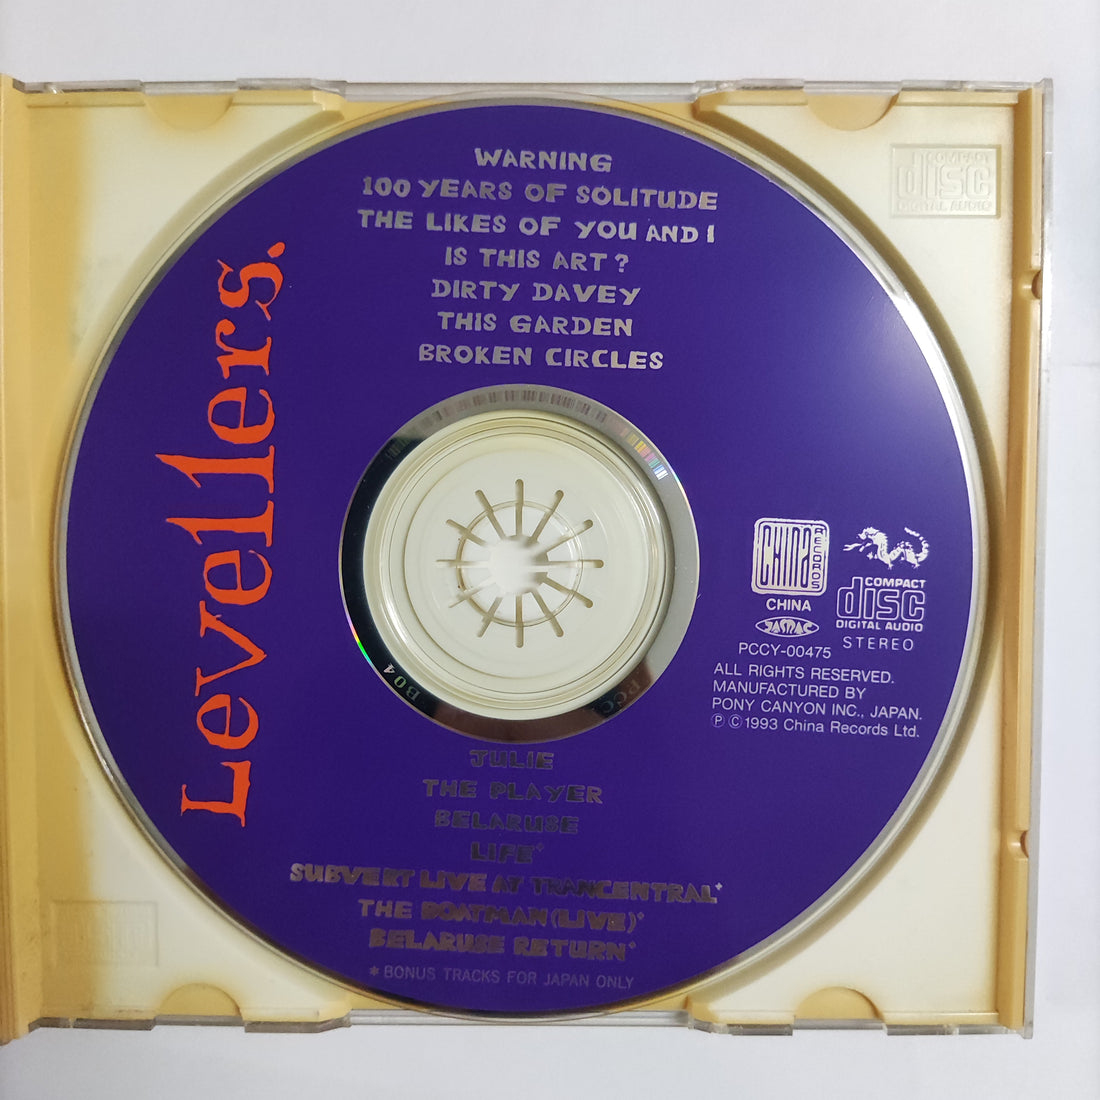 WARNING
100 YEARS OF SOLITUDE
THE LIKES OF YOU AND I
IS THIS ART ?
DIRTY DAVEY
THIS GARDEN
BROKEN CIRCLES
Levellers.
COMPACT
disc
DIGITAL AUDIO
CHINA
RECORDS
CHINA
JASRAC
COMPACT
disc
DIGITAL AUDIO
STEREO
PCCY-00475
ALL RIGHTS RESERVED.
MANUFACTURED BY
PONY CANYON INC., JAPAN.
Ⓟ Ⓒ1993 China Records Ltd.
B04
PCC
JULIE
THE PLAYER
BELARUSE
LIFE*
SUBVERT LIVE AT TRANCENTRAL*
THE BOATMAN (LIVE)*
BELARUSE RETURN*
* BONUS TRACKS FOR JAPAN ONLY